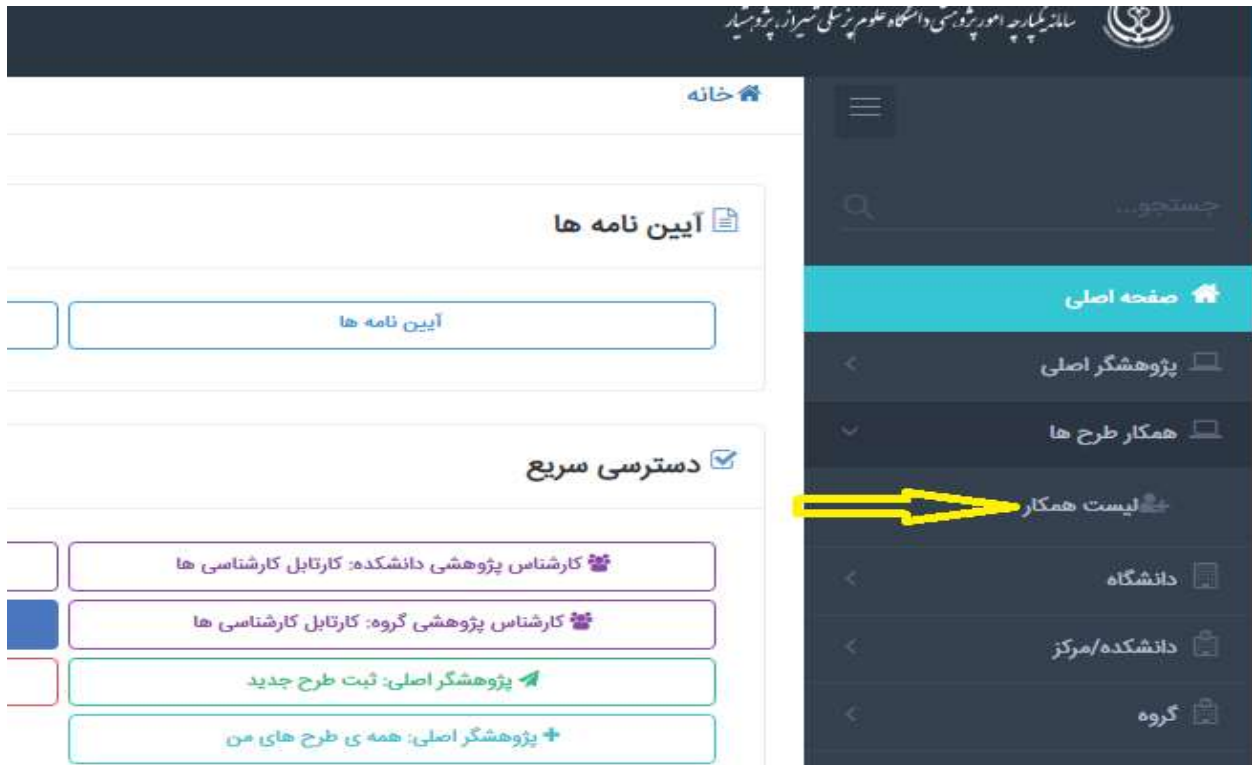 سامانه یکپارچه امور پژوهشی دانشگاه علوم پزشکی شیراز، پژوهشیار
خانه
جستجو...
صفحه اصلی
پژوهشگر اصلی
همکار طرح ها
لیست همکار
دانشگاه
دانشکده/مرکز
گروه
آیین نامه ها
آیین نامه ها
دسترسی سریع
کارشناس پژوهشی دانشکده: کارتابل کارشناسی ها
کارشناس پژوهشی گروه: کارتابل کارشناسی ها
پژوهشگر اصلی: ثبت طرح جدید
پژوهشگر اصلی: همه ی طرح های من